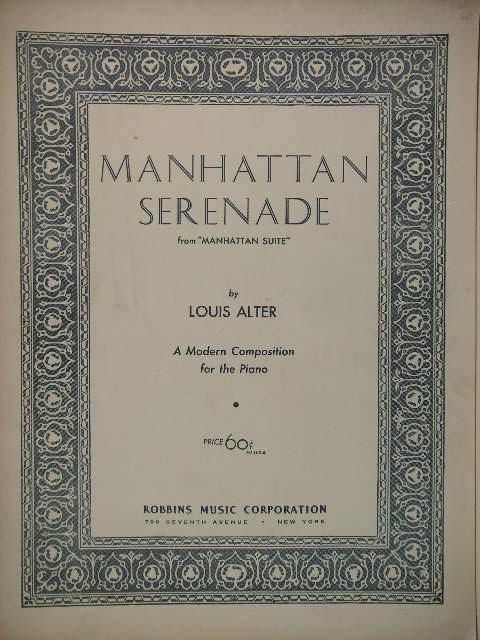 MANHATTAN
SERENADE
from "MANHATTAN SUITE"
by
LOUIS ALTER
A Modern Composition
for the Piano
PRICE 60¢
IN U.S.A.
ROBBINS MUSIC CORPORATION
799 SEVENTH AVENUE • NEW YORK